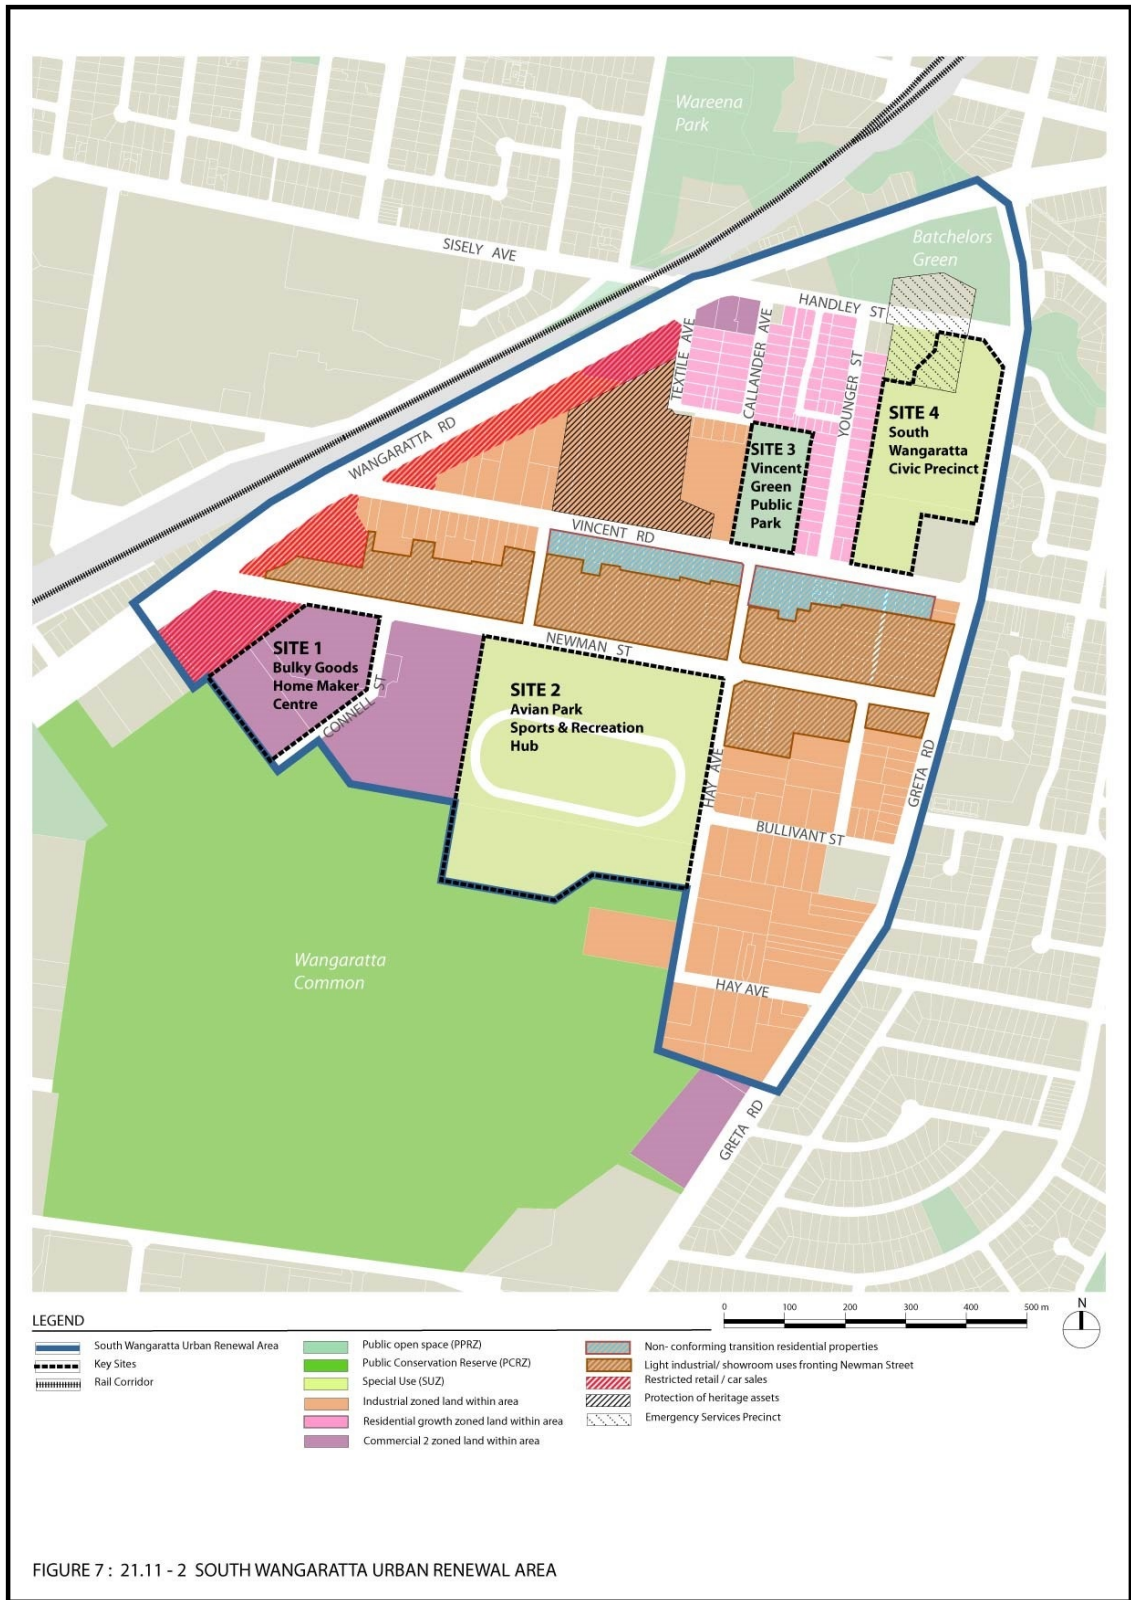 Wareena
Park
SISELY AVE
Batchelors
Green
HANDLEY ST
TEXTILE AVE
CALLANDER AVE
YOUNGER ST
WANGARATTA RD
SITE 4
South
Wangaratta
Civic Precinct
SITE 3
Vincent
Green
Public
Park
VINCENT RD
NEWMAN ST
SITE 1
Bulky Goods
Home Maker
Centre
CONNELL ST
SITE 2
Avian Park
Sports & Recreation
Hub
HAY AVE
GRETA RD
BULLIVANT ST
Wangaratta
Common
HAY AVE
GRETA RD
LEGEND
0 100 200 300 400 500 m
N
South Wangaratta Urban Renewal Area
Key Sites
Rail Corridor
Public open space (PPRZ)
Public Conservation Reserve (PCRZ)
Special Use (SUZ)
Industrial zoned land within area
Residential growth zoned land within area
Commercial 2 zoned land within area
Non- conforming transition residential properties
Light industrial/ showroom uses fronting Newman Street
Restricted retail / car sales
Protection of heritage assets
Emergency Services Precinct
FIGURE 7 : 21.11 - 2 SOUTH WANGARATTA URBAN RENEWAL AREA